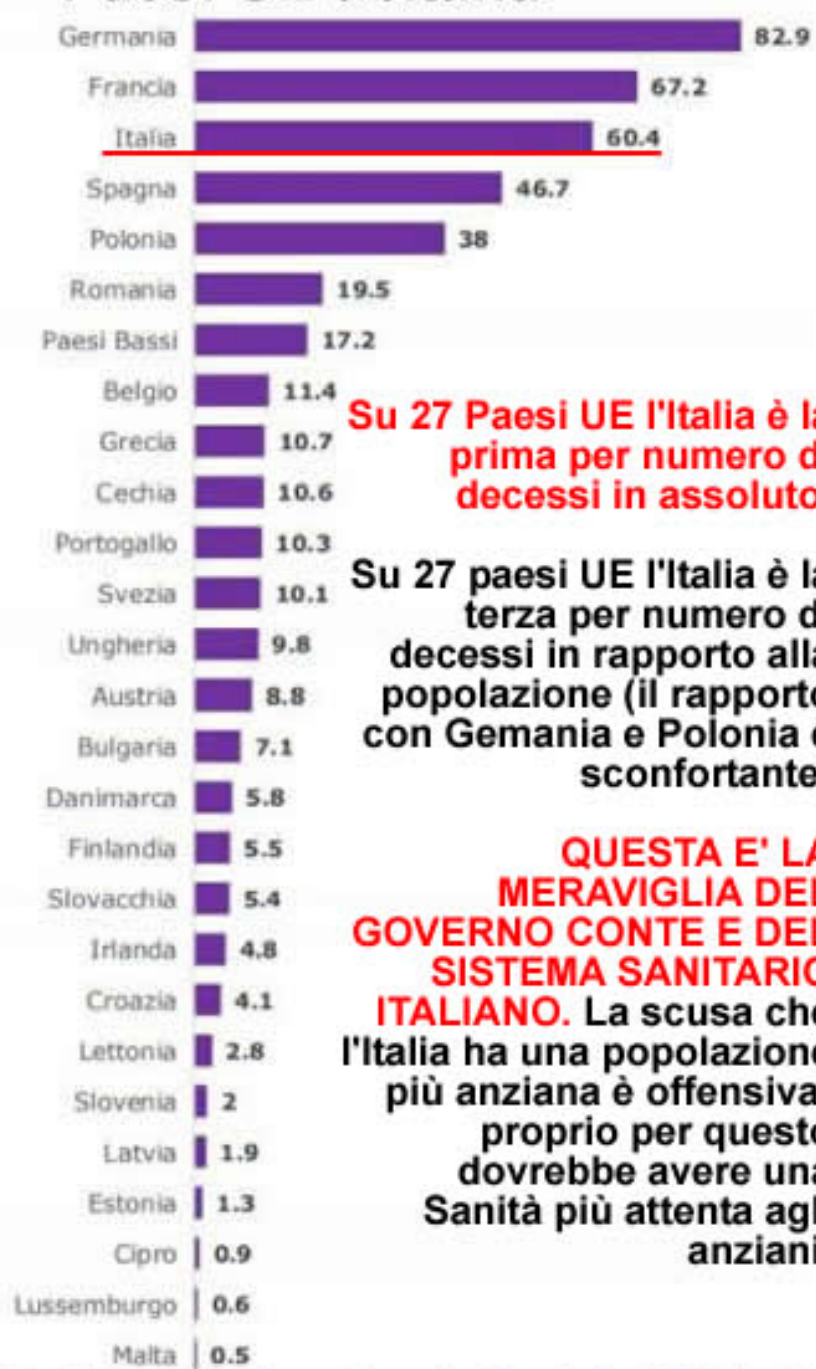 Germania 82.9
Francia 67.2
Italia 60.4
Spagna 46.7
Polonia 38
Romania 19.5
Paesi Bassi 17.2
Belgio 11.4
Grecia 10.7
Cechia 10.6
Portogallo 10.3
Svezia 10.1
Ungheria 9.8
Austria 8.8
Bulgaria 7.1
Danimarca 5.8
Finlandia 5.5
Slovacchia 5.4
Irlanda 4.8
Croazia 4.1
Lettonia 2.8
Slovenia 2
Latvia 1.9
Estonia 1.3
Cipro 0.9
Lussemburgo 0.6
Malta 0.5
Su 27 Paesi UE l'Italia è la
prima per numero d
decessi in assoluto
Su 27 paesi UE l'Italia è la
terza per numero d
decessi in rapporto alla
popolazione (il rapporto
con Gemania e Polonia è
sconfortante
QUESTA E' LA
MERAVIGLIA DEL
GOVERNO CONTE E DEL
SISTEMA SANITARIO
ITALIANO. La scusa che
l'Italia ha una popolazione
più anziana è offensiva,
proprio per questo
dovrebbe avere una
Sanità più attenta agl
anziani